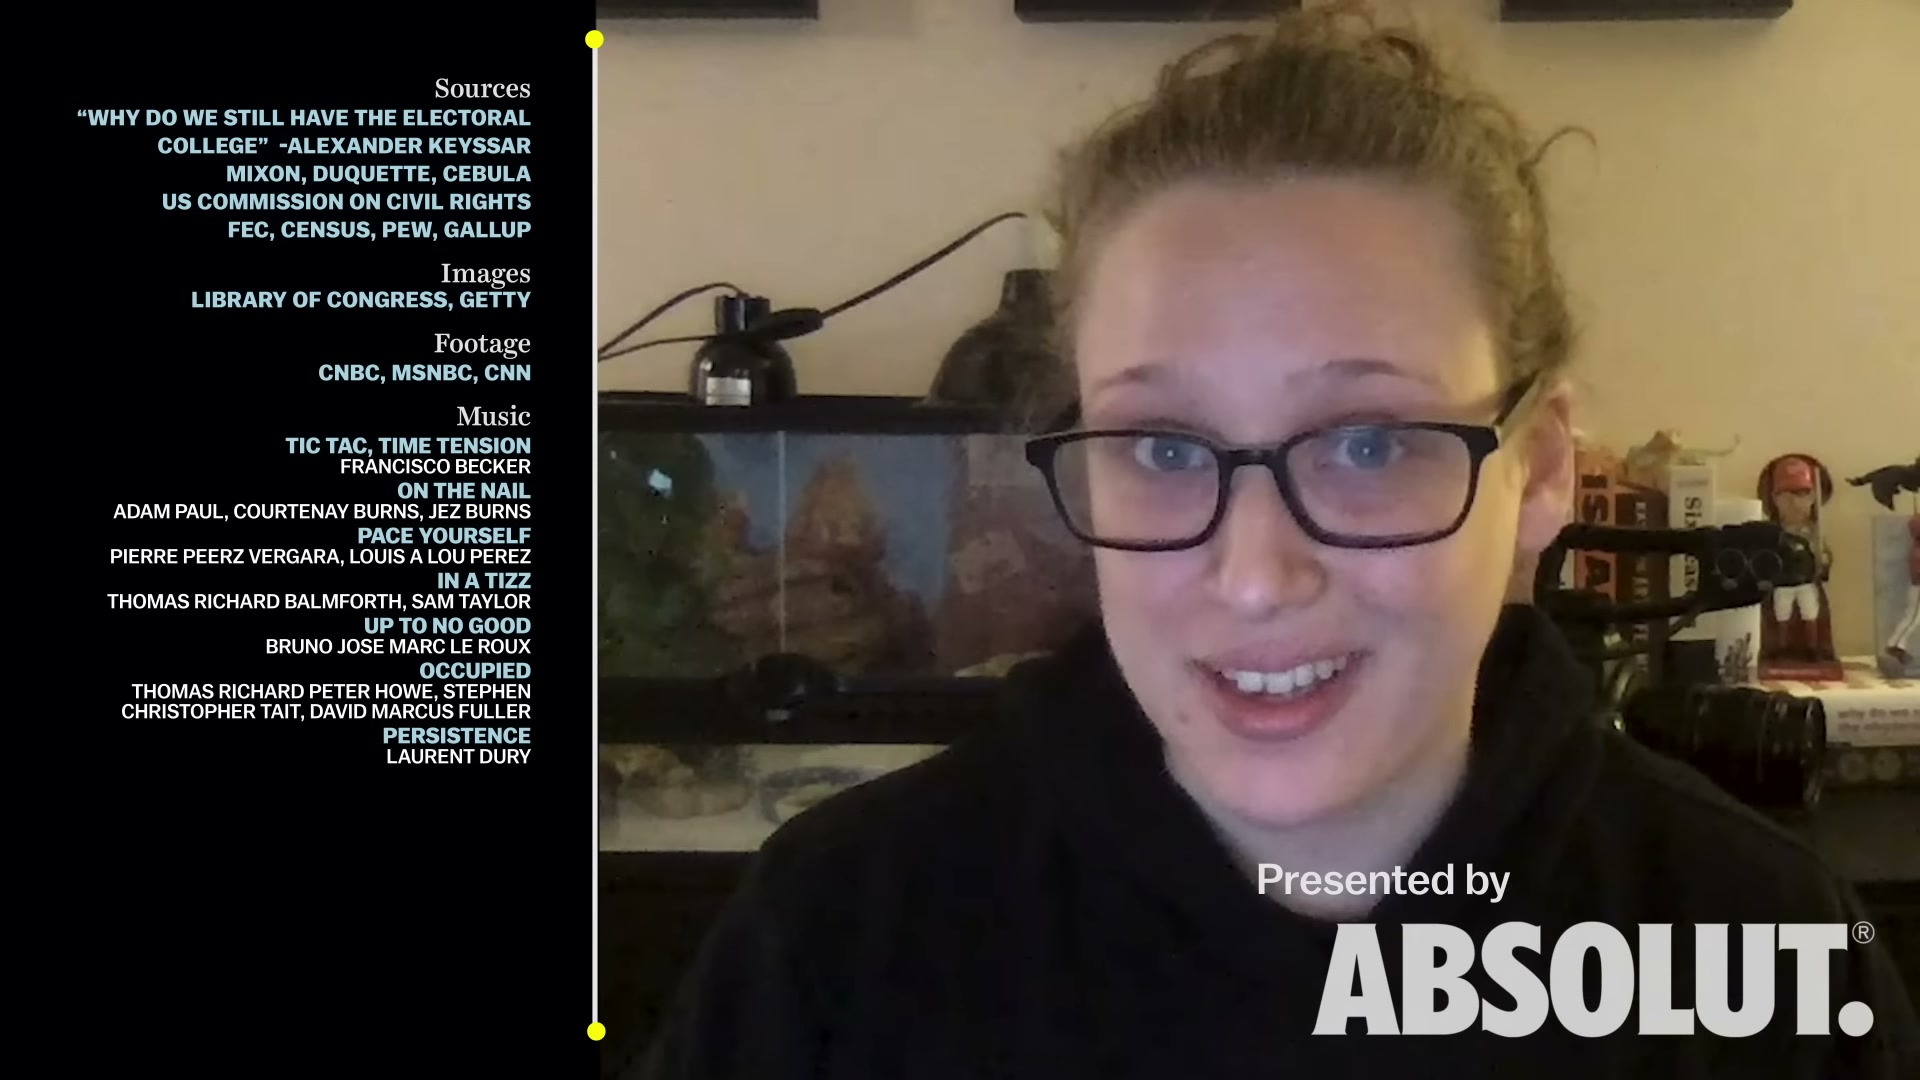 Sources
“WHY DO WE STILL HAVE THE ELECTORAL
COLLEGE” -ALEXANDER KEYSSAR
MIXON, DUQUETTE, CEBULA
US COMMISSION ON CIVIL RIGHTS
FEC, CENSUS, PEW, GALLUP
Images
LIBRARY OF CONGRESS, GETTY
Footage
CNBC, MSNBC, CNN
Music
TIC TAC, TIME TENSION
FRANCISCO BECKER
ON THE NAIL
ADAM PAUL, COURTENAY BURNS, JEZ BURNS
PACE YOURSELF
PIERRE PEERZ VERGARA, LOUIS A LOU PEREZ
IN A TIZZ
THOMAS RICHARD BALMFORTH, SAM TAYLOR
UP TO NO GOOD
BRUNO JOSE MARC LE ROUX
OCCUPIED
THOMAS RICHARD PETER HOWE, STEPHEN
CHRISTOPHER TAIT, DAVID MARCUS FULLER
PERSISTENCE
LAURENT DURY
Presented by
ABSOLUT.®